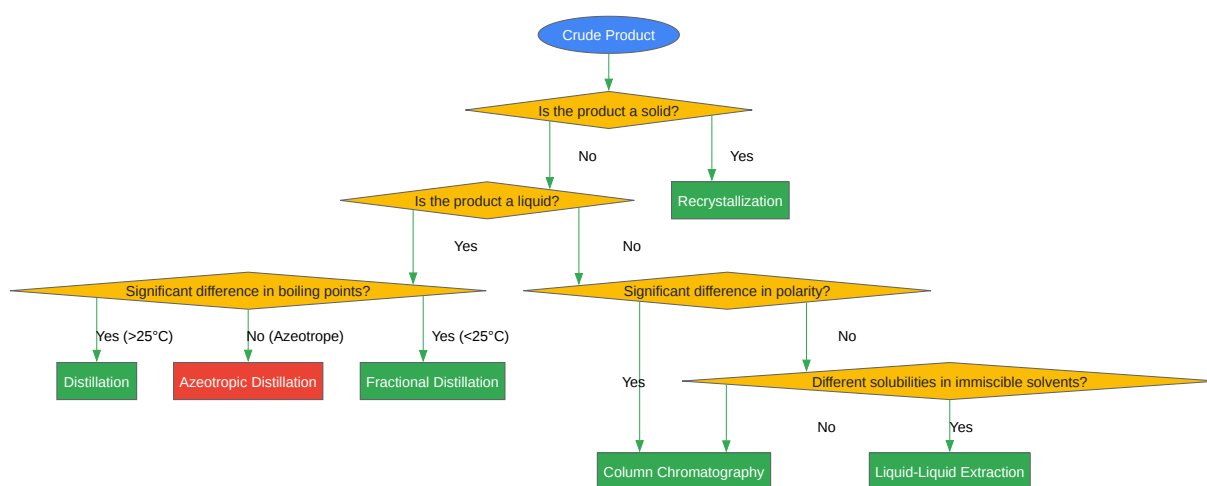 Crude Product
Is the product a solid?
No
Yes
Is the product a liquid?
Recrystallization
Yes
No
Significant difference in boiling points?
Significant difference in polarity?
Yes (>25°C)
No (Azeotrope)
Yes (<25°C)
No
Distillation
Azeotropic Distillation
Fractional Distillation
Yes
Different solubilities in immiscible solvents?
No
Yes
Column Chromatography
Liquid-Liquid Extraction